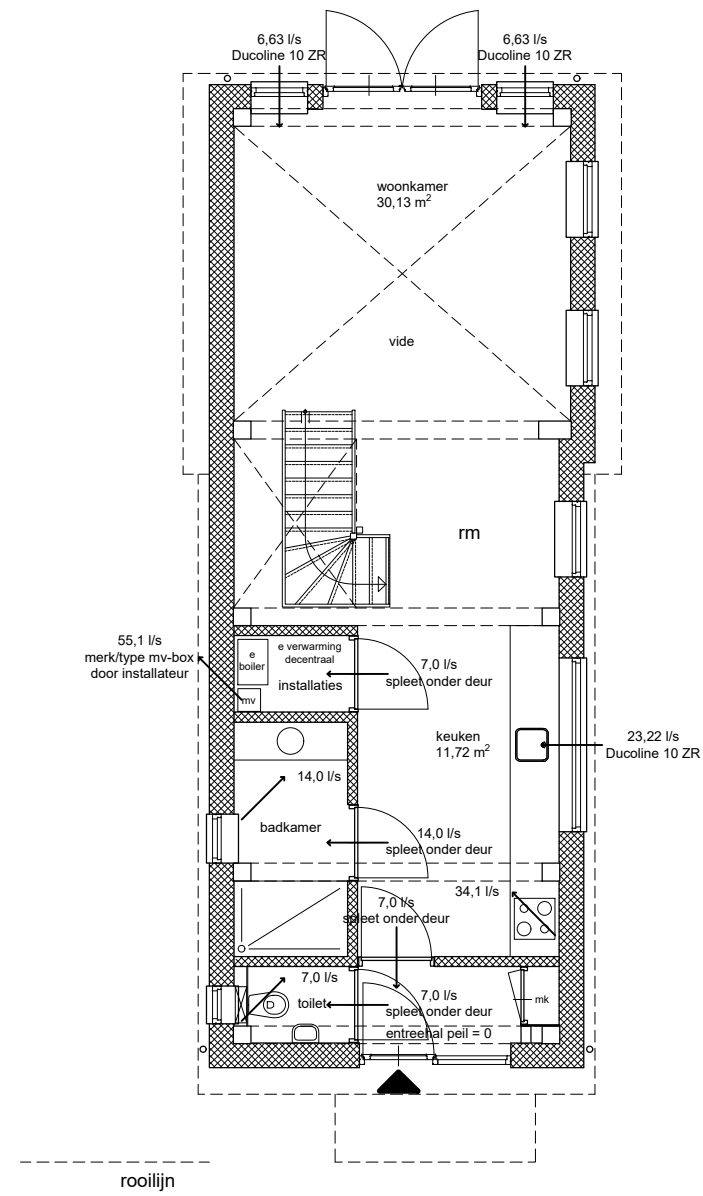 6,63 l/s
Ducoline 10 ZR
6,63 l/s
Ducoline 10 ZR
woonkamer
30,13 m²
vide
rm
55,1 l/s
merk/type mv-box
door installateur
e
boiler
e verwarming
decentraal
installaties
mv
7,0 l/s
spleet onder deur
keuken
11,72 m²
23,22 l/s
Ducoline 10 ZR
14,0 l/s
badkamer
14,0 l/s
spleet onder deur
34,1 l/s
7,0 l/s
spleet onder deur
7,0 l/s
toilet
7,0 l/s
spleet onder deur
mk
entreehal peil = 0
rooilijn